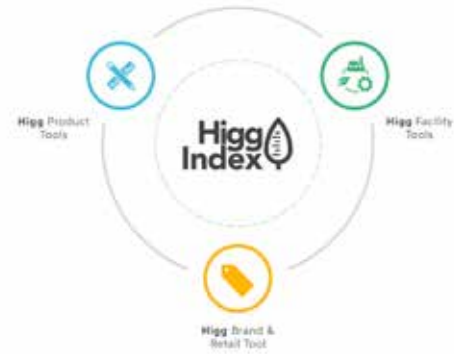 Higg Product
Tools
Higg
Index
Higg Facility
Tools
Higg Brand &
Retail Tool